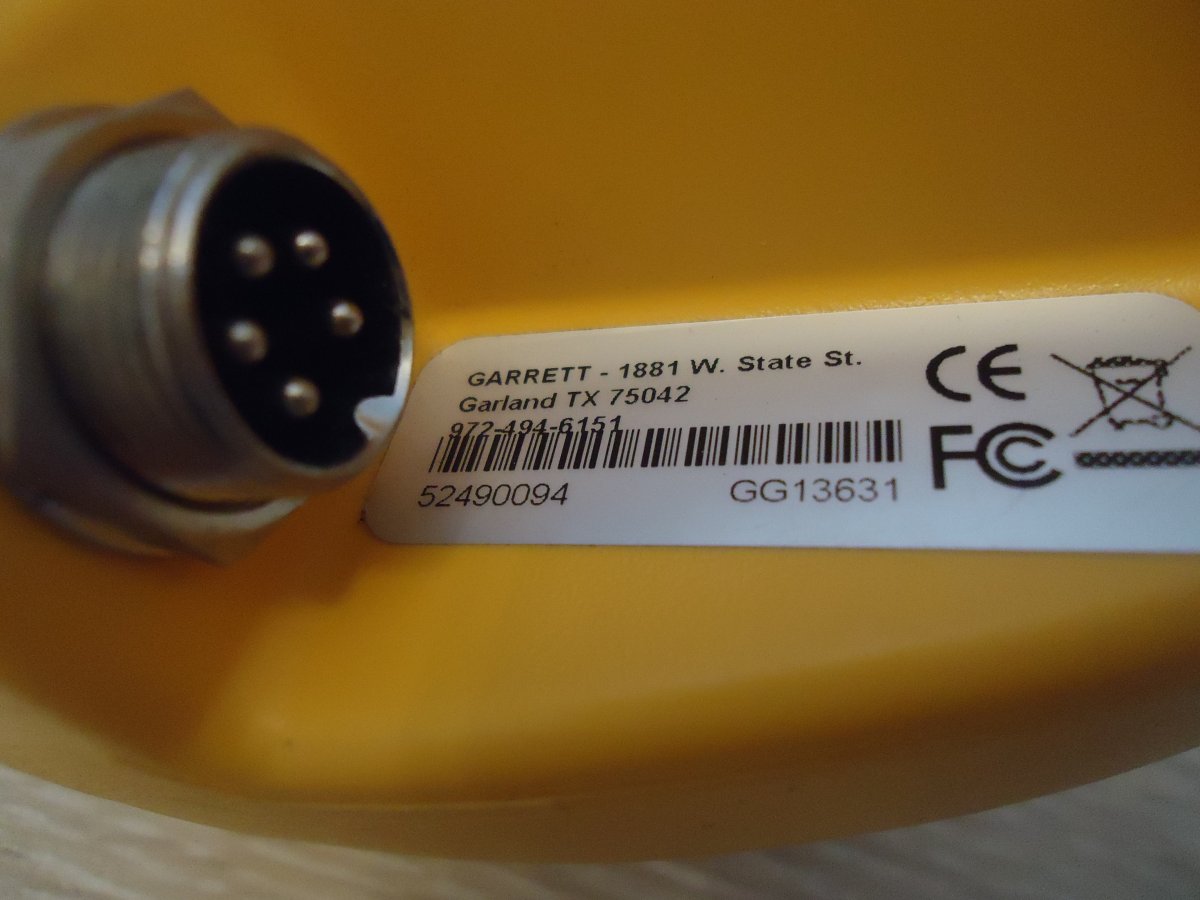 GARRETT - 1881 W. State St.
Garland TX 75042
972-494-6151
52490094 GG13631
CE
FC